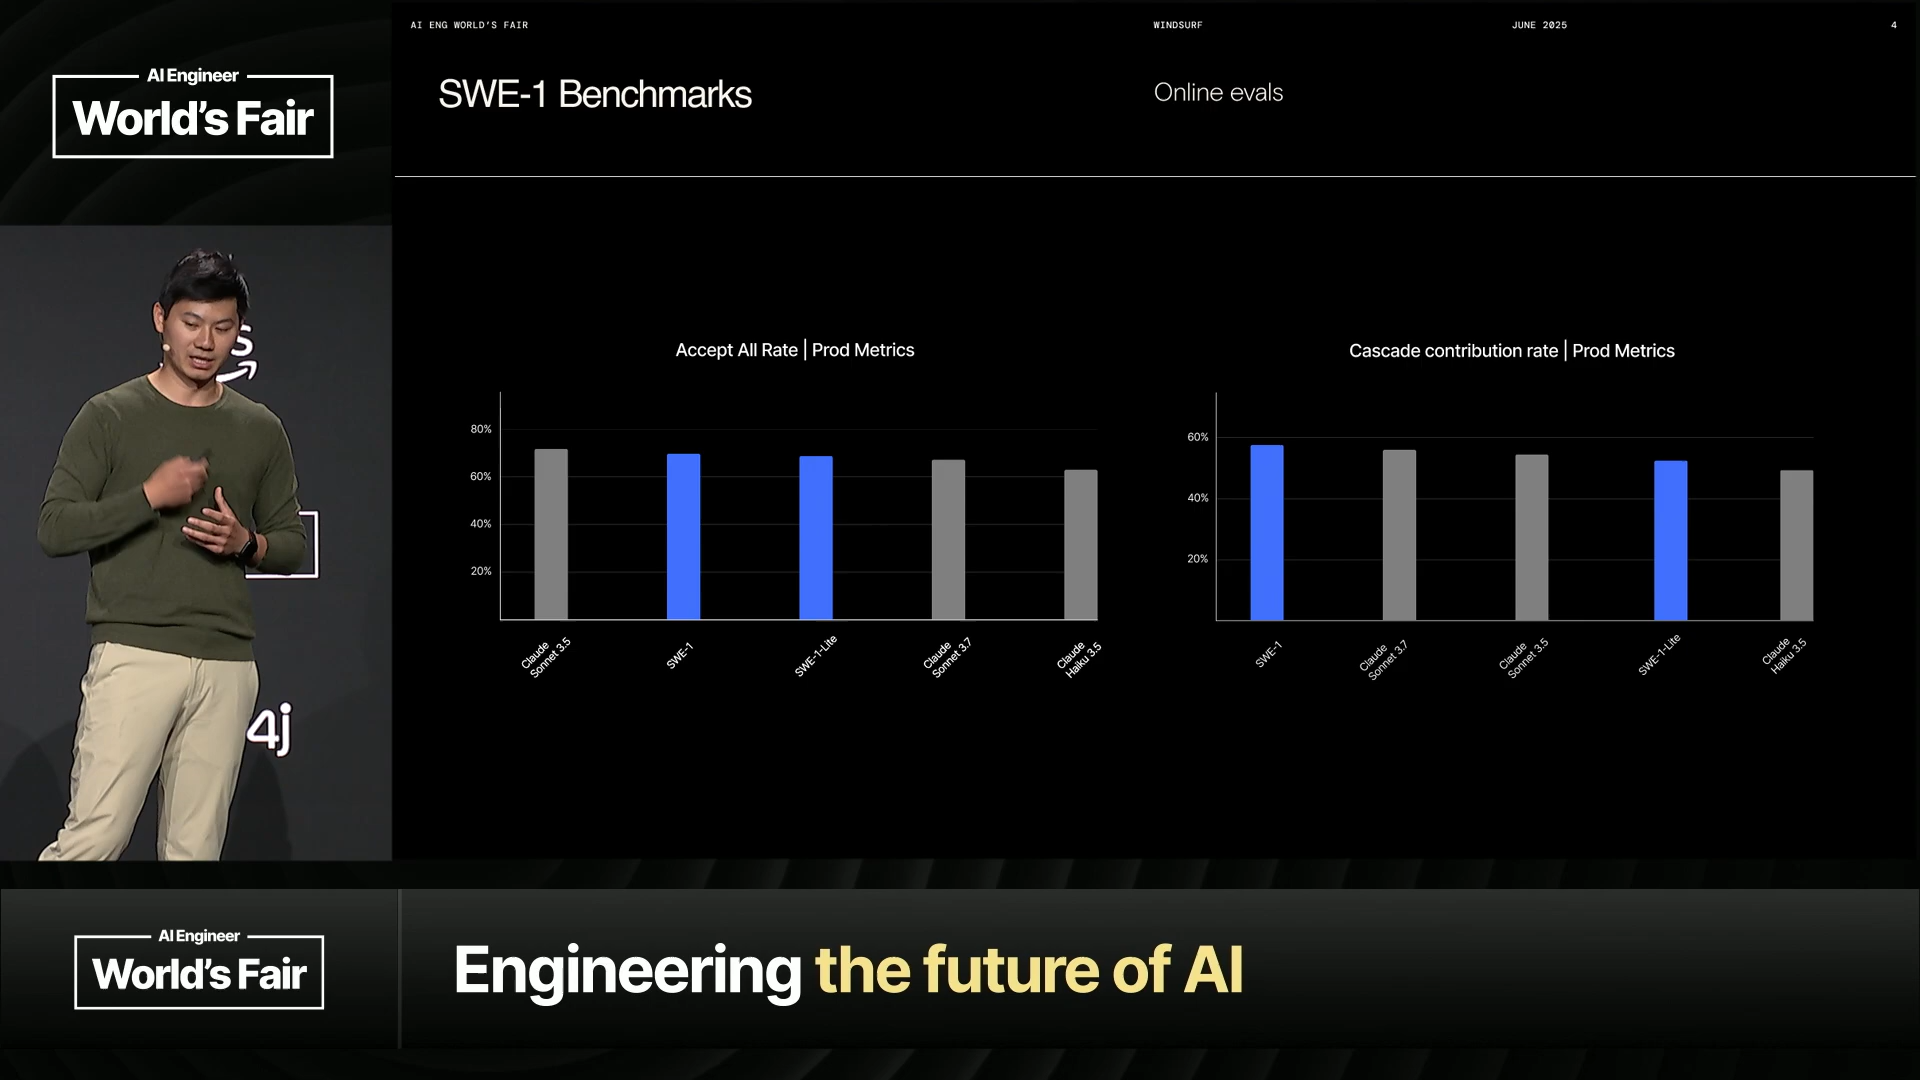 AI ENG WORLD'S FAIR
WINDSURF
JUNE 2025
4
AI Engineer
World's Fair
SWE-1 Benchmarks
Online evals
Accept All Rate | Prod Metrics
80%
60%
40%
20%
Claude
Sonnet 3.5
SWE-1
SWE-1-Lite
Claude
Sonnet 3.7
Claude
Haiku 3.5
Cascade contribution rate | Prod Metrics
60%
40%
20%
SWE-1
Claude
Sonnet 3.7
Claude
Sonnet 3.5
SWE-1-Lite
Claude
Haiku 3.5
4j
AI Engineer
World's Fair
Engineering the future of AI